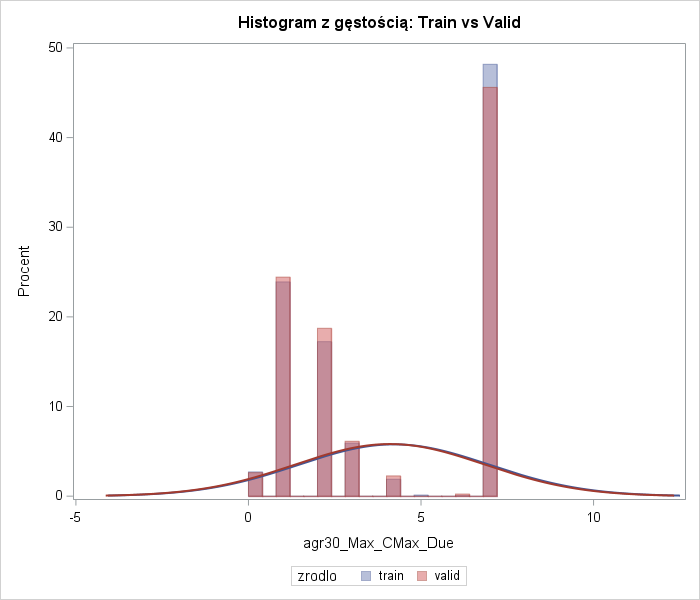 Histogram z gęstością: Train vs Valid
50
40
30
20
10
0
Procent
-5 0 5 10
agr30_Max_CMax_Due
zrodlo train valid